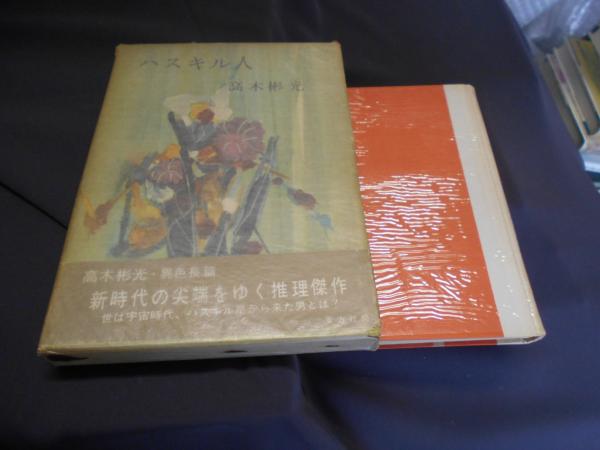 ハスキル人
高木彬光
高木彬光・異色長篇
新時代の尖端をゆく推理傑作
世は宇宙時代、ハスキル星から来た男とは?